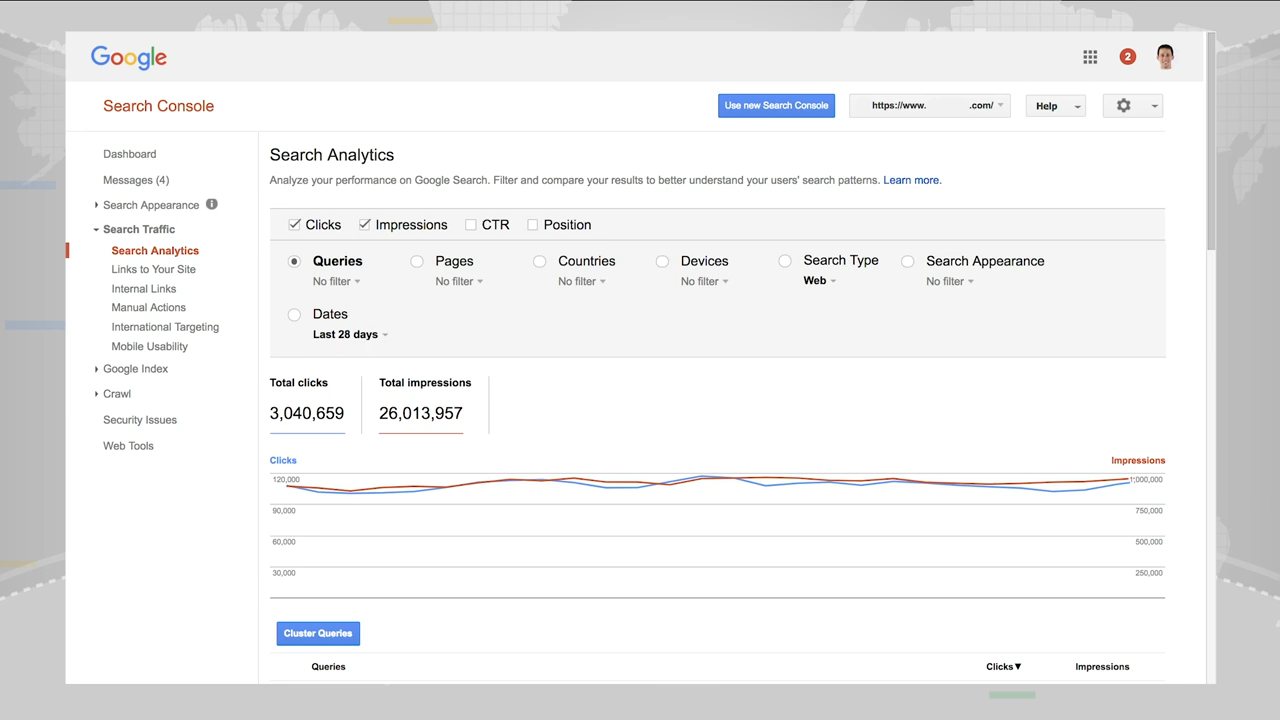 Google
2
Search Console
Use new Search Console
https://www. .com/
Help
Dashboard
Messages (4)
Search Appearance
Search Traffic
Search Analytics
Links to Your Site
Internal Links
Manual Actions
International Targeting
Mobile Usability
Google Index
Crawl
Security Issues
Web Tools
Search Analytics
Analyze your performance on Google Search. Filter and compare your results to better understand your users' search patterns. Learn more.
Clicks Impressions CTR Position
Queries Pages Countries Devices Search Type Search Appearance
No filter No filter No filter No filter Web No filter
Dates
Last 28 days
Total clicks Total impressions
3,040,659 26,013,957
Clicks Impressions
120,000 1,000,000
90,000 750,000
60,000 500,000
30,000 250,000
Cluster Queries
Queries Clicks▼ Impressions